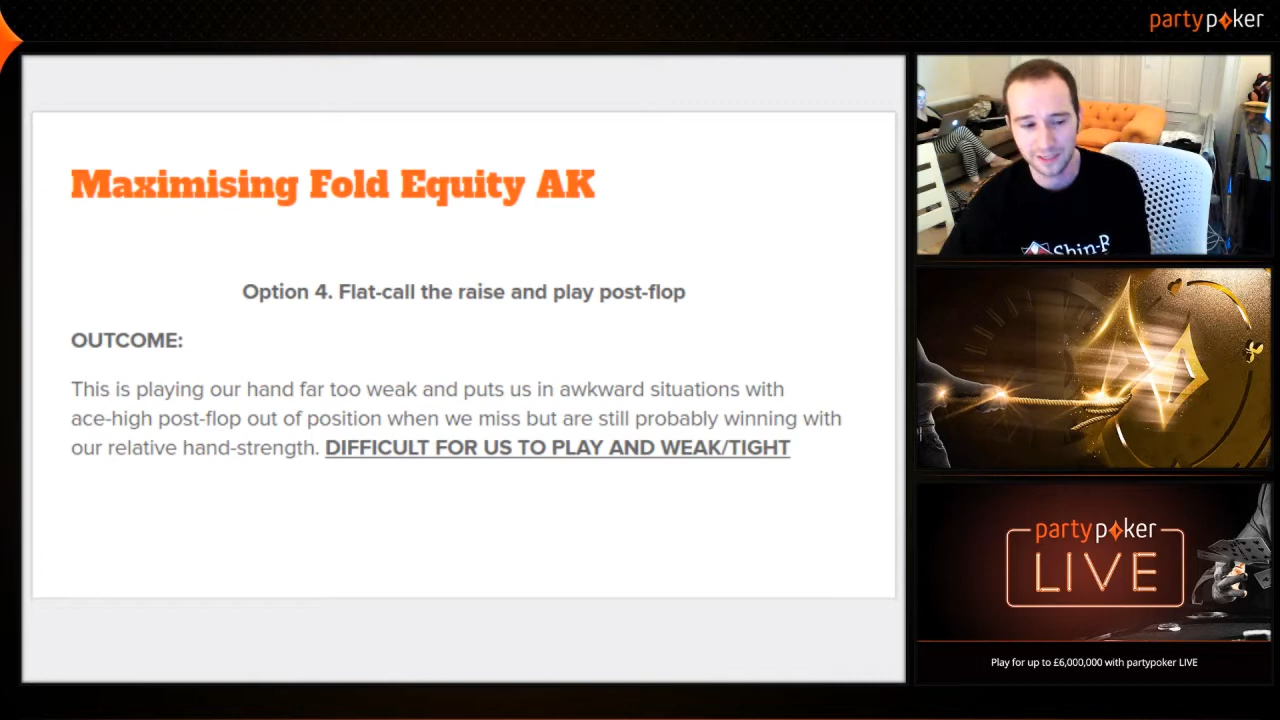 partypoker
Maximising Fold Equity AK
Option 4. Flat-call the raise and play post-flop
OUTCOME:
This is playing our hand far too weak and puts us in awkward situations with
ace-high post-flop out of position when we miss but are still probably winning with
our relative hand-strength. DIFFICULT FOR US TO PLAY AND WEAK/TIGHT
Shin-R
partypoker
LIVE
Play for up to £6,000,000 with partypoker LIVE